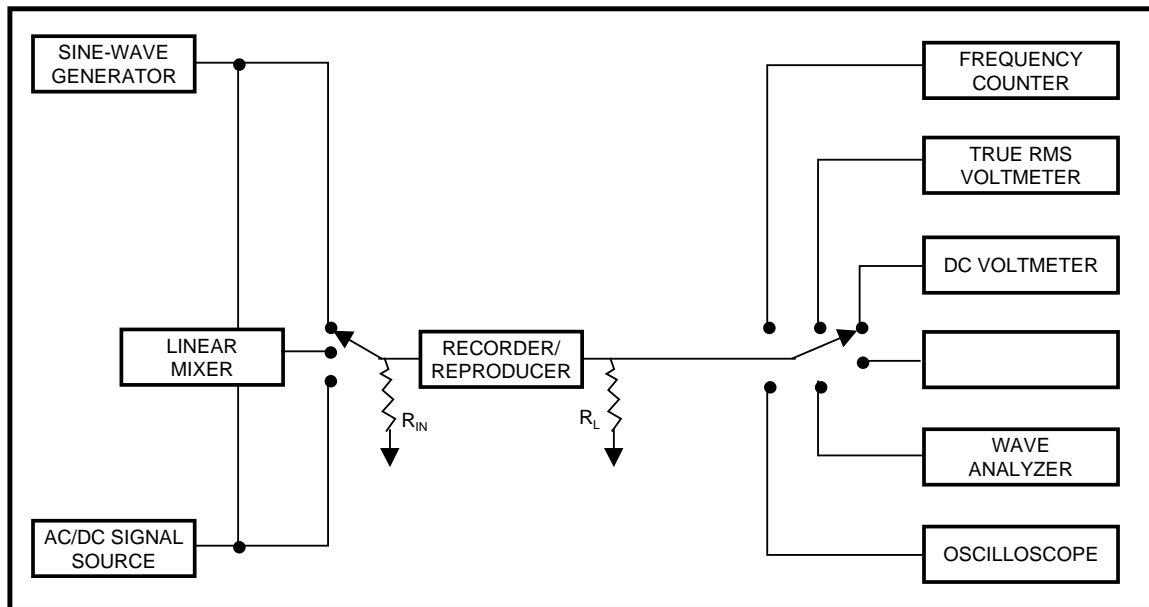 SINE-WAVE
GENERATOR
FREQUENCY
COUNTER
TRUE RMS
VOLTMETER
DC VOLTMETER
LINEAR
MIXER
RECORDER/
REPRODUCER
R_IN
R_L
WAVE
ANALYZER
AC/DC SIGNAL
SOURCE
OSCILLOSCOPE